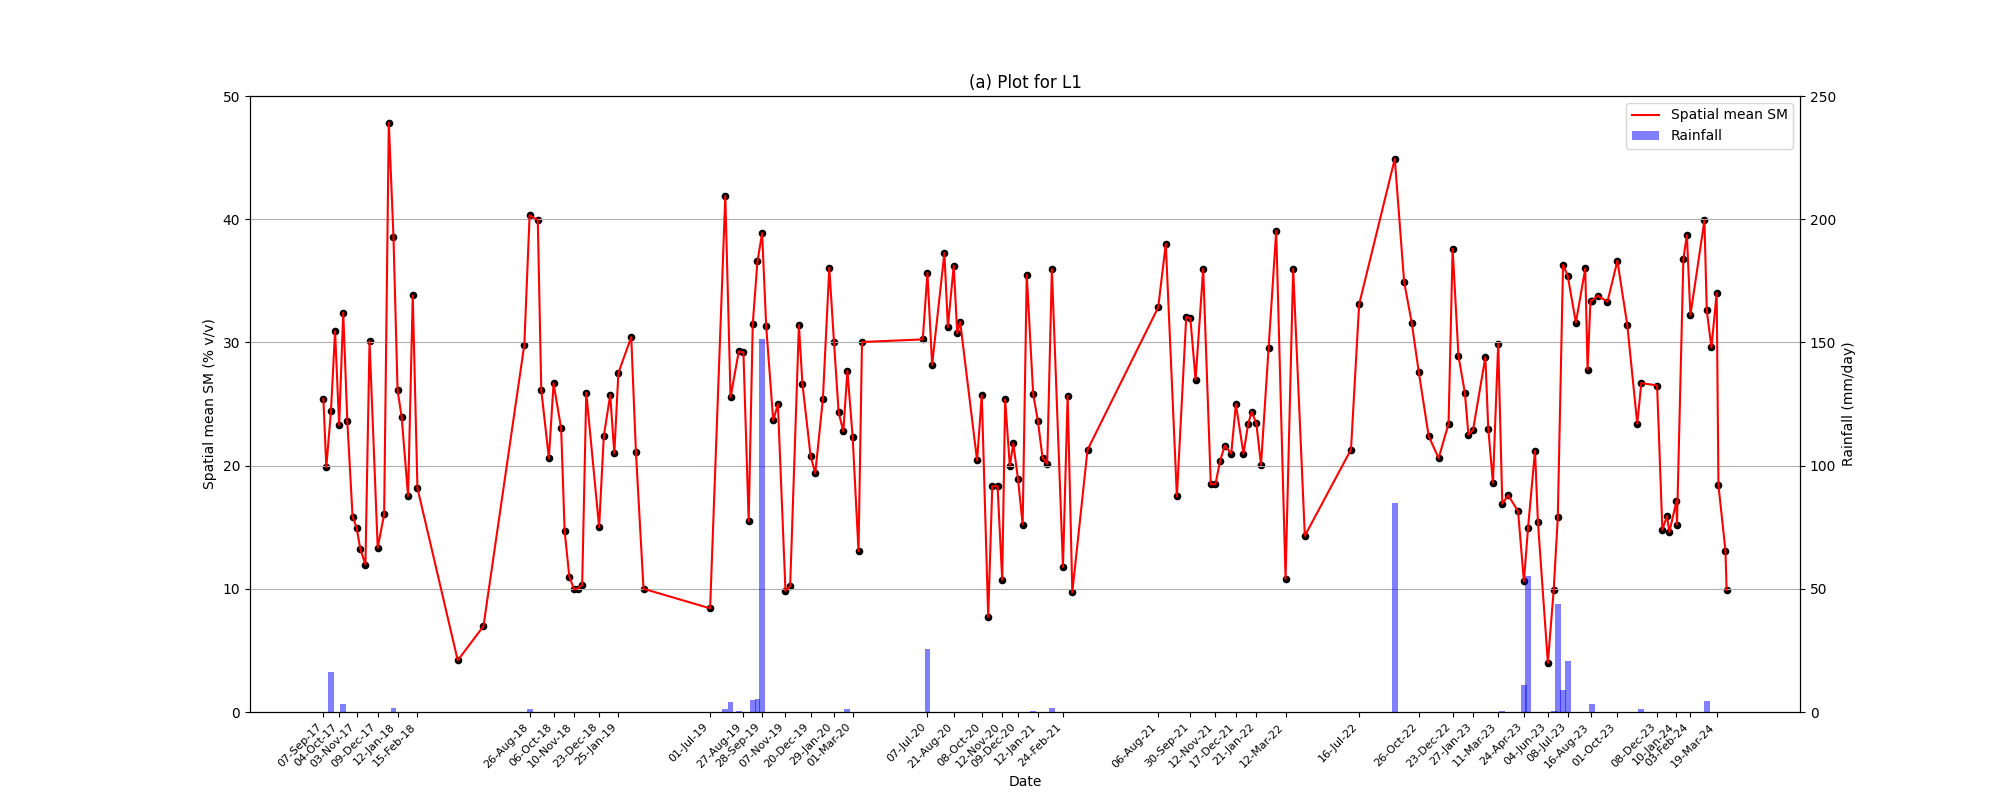 (a) Plot for L1
50
40
30
20
10
0
Spatial mean SM (% v/v)
250
200
150
100
50
0
Rainfall (mm/day)
Spatial mean SM
Rainfall
07-Sep-17
04-Oct-17
03-Nov-17
09-Dec-17
12-Jan-18
15-Feb-18
26-Aug-18
06-Oct-18
10-Nov-18
23-Dec-18
25-Jan-19
01-Jul-19
27-Aug-19
28-Sep-19
07-Nov-19
20-Dec-19
29-Jan-20
01-Mar-20
07-Jul-20
21-Aug-20
08-Oct-20
12-Nov-20
09-Dec-20
12-Jan-21
24-Feb-21
06-Aug-21
30-Sep-21
12-Nov-21
17-Dec-21
21-Jan-22
12-Mar-22
16-Jul-22
26-Oct-22
23-Dec-22
27-Jan-23
11-Mar-23
24-Apr-23
04-Jun-23
08-Jul-23
16-Aug-23
01-Oct-23
08-Dec-23
10-Jan-24
03-Feb-24
19-Mar-24
Date